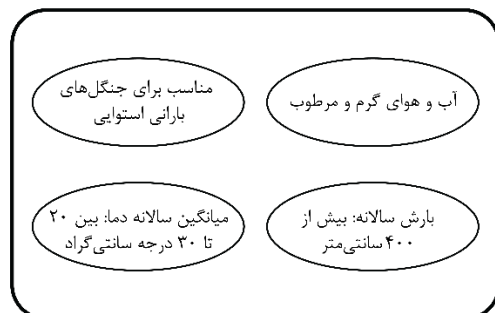 آب و هوای گرم و مرطوب
مناسب برای جنگل‌های
بارانی استوایی
بارش سالانه: بیش از
۴۰۰ سانتی‌متر
میانگین سالانه دما: بین ۲۰
تا ۳۰ درجه سانتی‌گراد